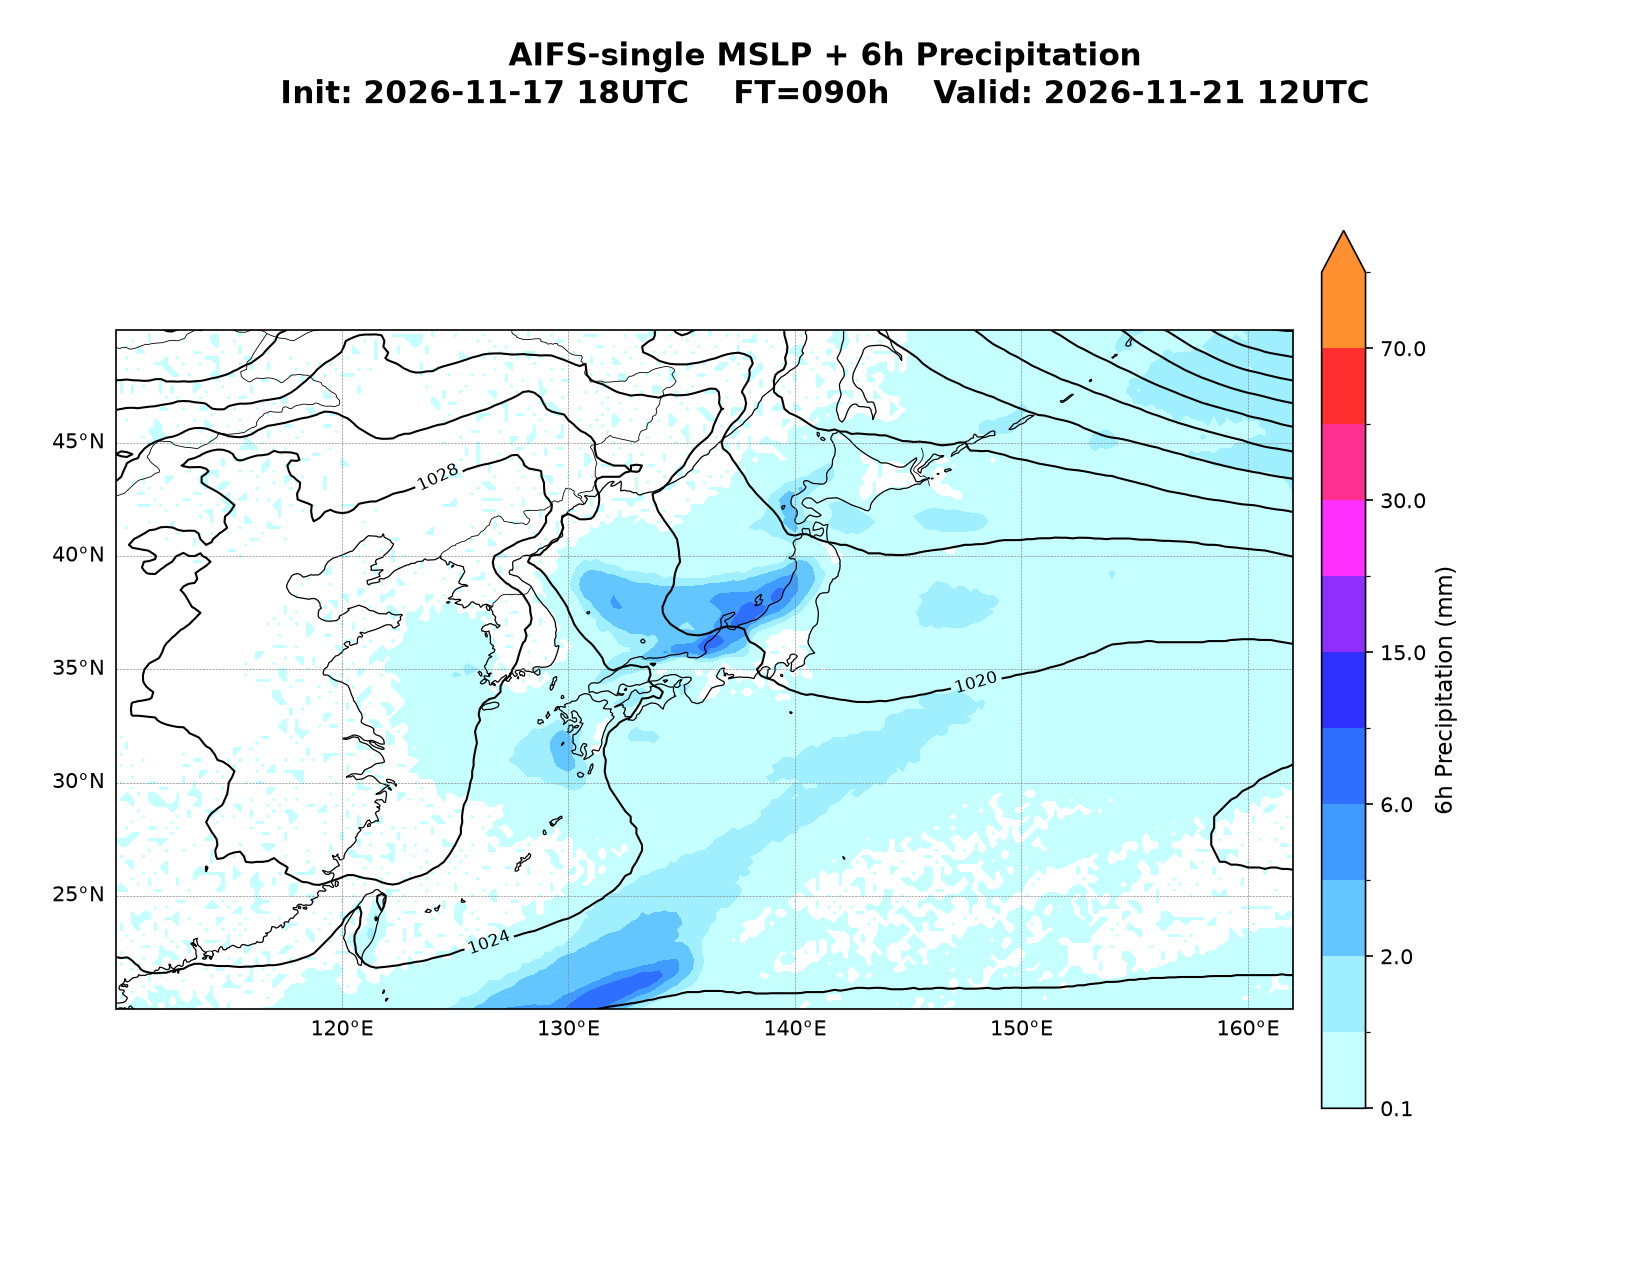 AIFS-single MSLP + 6h Precipitation
Init: 2026-11-17 18UTC    FT=090h    Valid: 2026-11-21 12UTC
70.0
45°N
1028
30.0
40°N
35°N
15.0
1020
6h Precipitation (mm)
30°N
6.0
25°N
1024
2.0
120°E
130°E
140°E
150°E
160°E
0.1